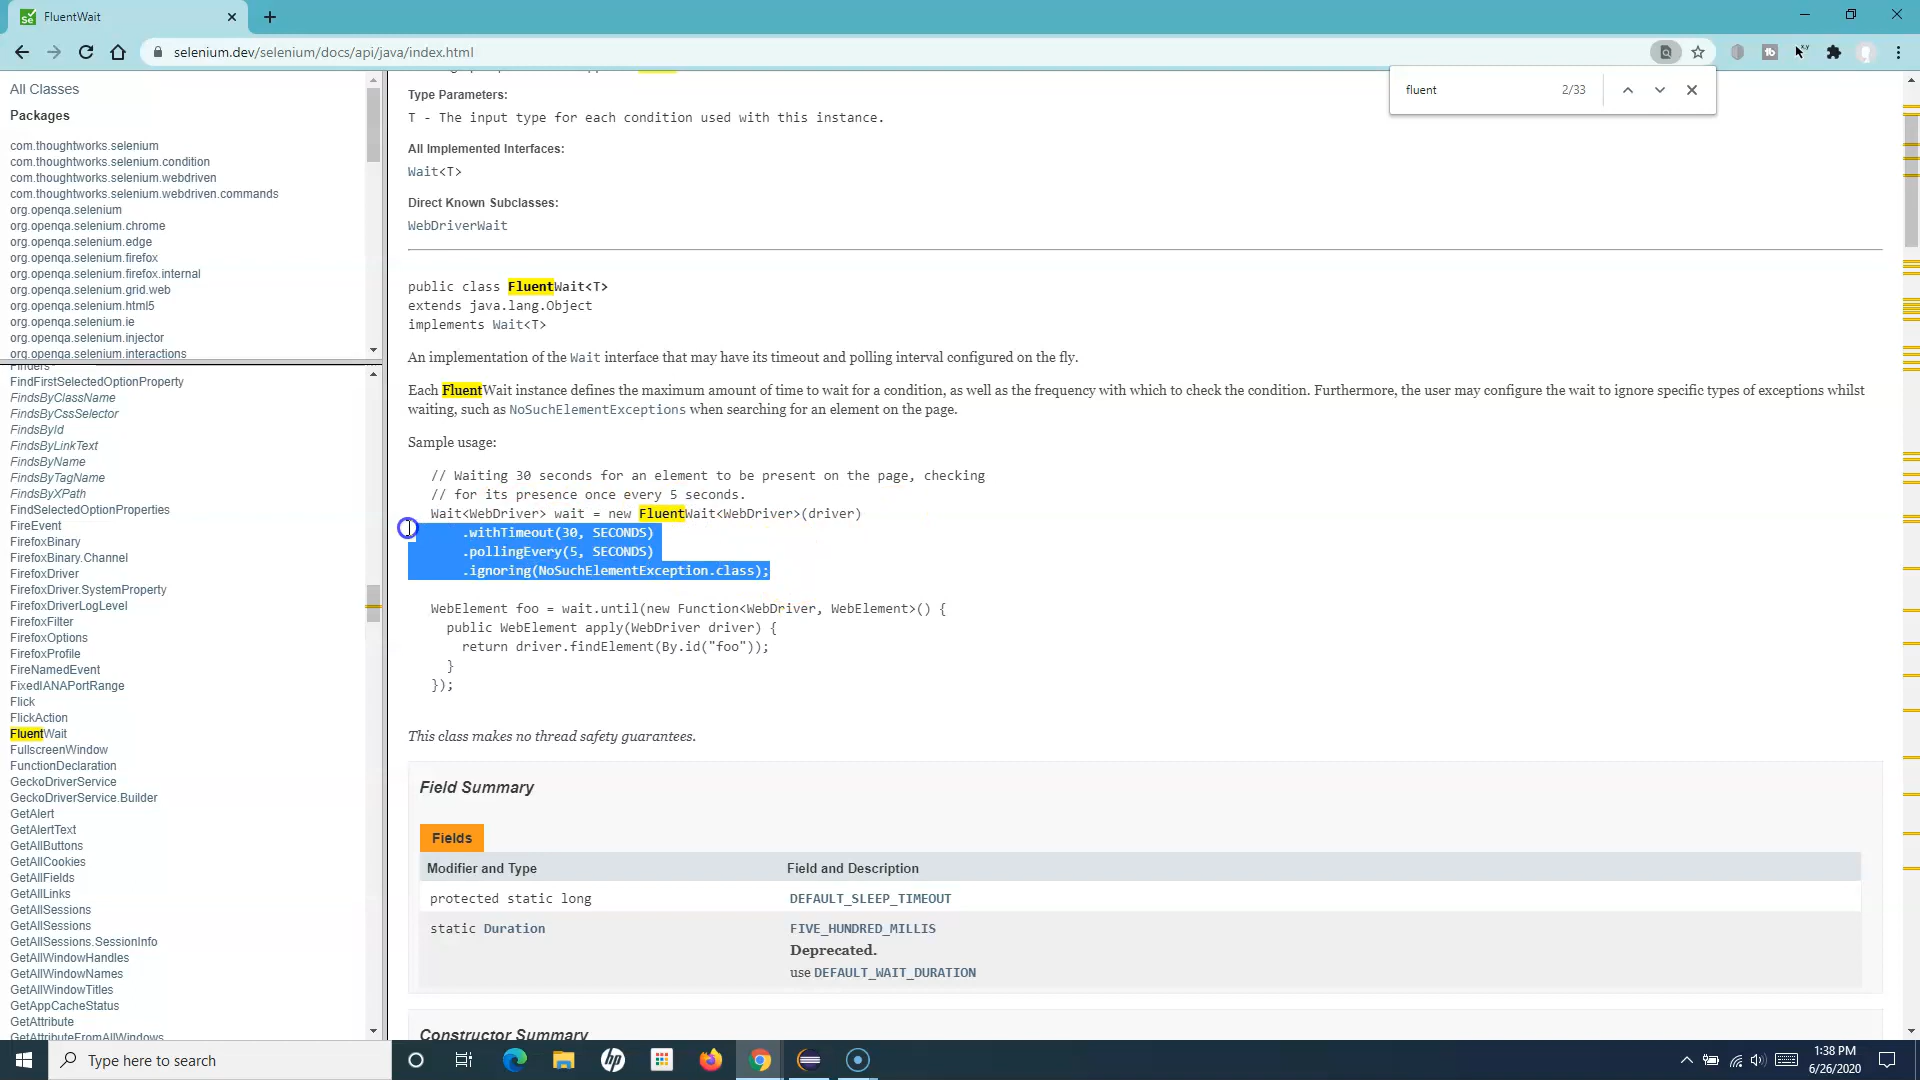 FluentWait
selenium.dev/selenium/docs/api/java/index.html
fluent
2/33
All Classes
Packages
com.thoughtworks.selenium
com.thoughtworks.selenium.condition
com.thoughtworks.selenium.webdriven
com.thoughtworks.selenium.webdriven.commands
org.openqa.selenium
org.openqa.selenium.chrome
org.openqa.selenium.edge
org.openqa.selenium.firefox
org.openqa.selenium.firefox.internal
org.openqa.selenium.grid.web
org.openqa.selenium.html5
org.openqa.selenium.ie
org.openqa.selenium.injector
org.openqa.selenium.interactions
Finders
FindFirstSelectedOptionProperty
FindsByClassName
FindsByCssSelector
FindsById
FindsByLinkText
FindsByName
FindsByTagName
FindsByXPath
FindSelectedOptionProperties
FireEvent
FirefoxBinary
FirefoxBinary.Channel
FirefoxDriver
FirefoxDriver.SystemProperty
FirefoxDriverLogLevel
FirefoxFilter
FirefoxOptions
FirefoxProfile
FireNamedEvent
FixedIANAPortRange
Flick
FlickAction
FluentWait
FullscreenWindow
FunctionDeclaration
GeckoDriverService
GeckoDriverService.Builder
GetAlert
GetAlertText
GetAllButtons
GetAllCookies
GetAllFields
GetAllLinks
GetAllSessions
GetAllSessions
GetAllSessions.SessionInfo
GetAllWindowHandles
GetAllWindowNames
GetAllWindowTitles
GetAppCacheStatus
GetAttribute
GetAttributeFromAllWindows
Type Parameters:
T - The input type for each condition used with this instance.
All Implemented Interfaces:
Wait<T>
Direct Known Subclasses:
WebDriverWait
public class FluentWait<T>
extends java.lang.Object
implements Wait<T>
An implementation of the Wait interface that may have its timeout and polling interval configured on the fly.
Each FluentWait instance defines the maximum amount of time to wait for a condition, as well as the frequency with which to check the condition. Furthermore, the user may configure the wait to ignore specific types of exceptions whilst
waiting, such as NoSuchElementExceptions when searching for an element on the page.
Sample usage:
// Waiting 30 seconds for an element to be present on the page, checking
// for its presence once every 5 seconds.
Wait<WebDriver> wait = new FluentWait<WebDriver>(driver)
.withTimeout(30, SECONDS)
.pollingEvery(5, SECONDS)
.ignoring(NoSuchElementException.class);
WebElement foo = wait.until(new Function<WebDriver, WebElement>() {
public WebElement apply(WebDriver driver) {
return driver.findElement(By.id("foo"));
}
});
This class makes no thread safety guarantees.
Field Summary
Fields
Modifier and Type Field and Description
protected static long DEFAULT_SLEEP_TIMEOUT
static Duration FIVE_HUNDRED_MILLIS
Deprecated.
use DEFAULT_WAIT_DURATION
Constructor Summary
Type here to search
1:38 PM
6/26/2020